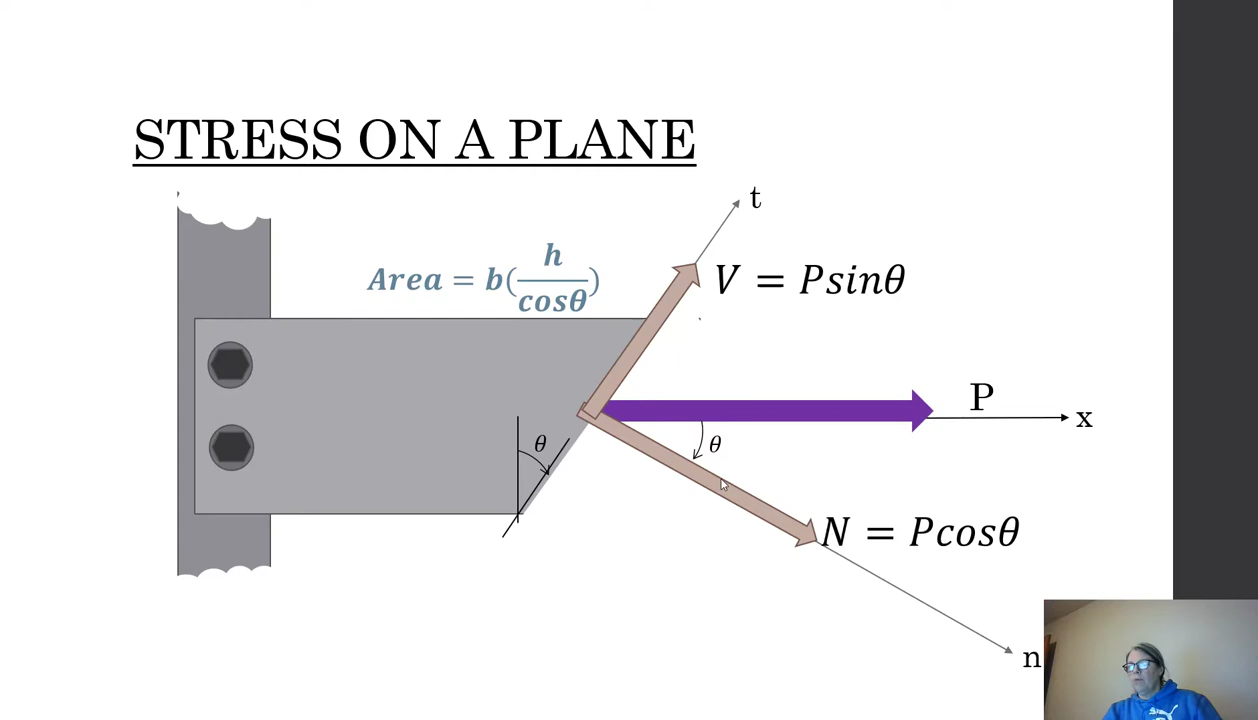 STRESS ON A PLANE
t
Area = b(h/cosθ)
V = Psinθ
P
x
θ
θ
N = Pcosθ
n